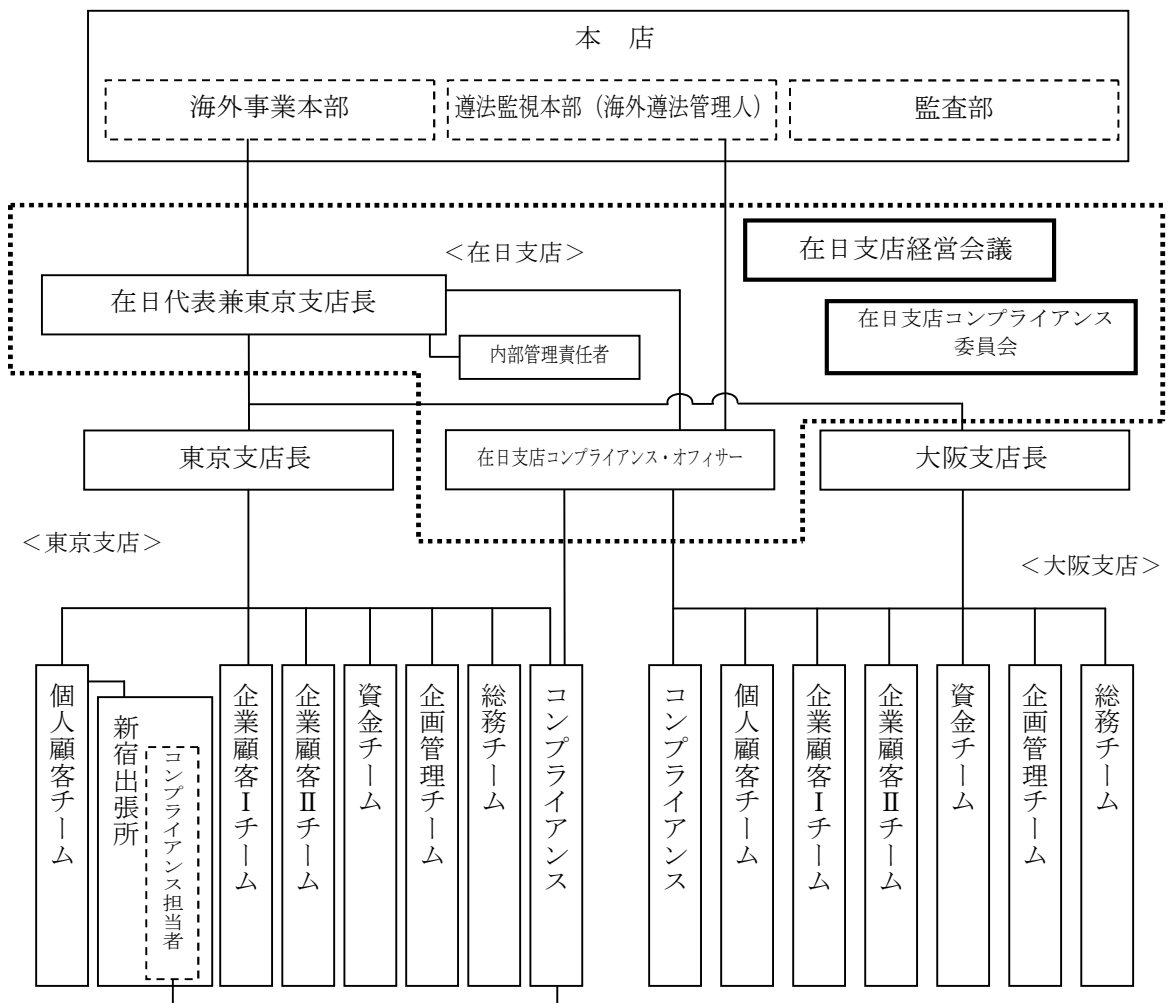 本 店
海外事業本部
遵法監視本部（海外遵法管理人）
監査部
＜在日支店＞
在日支店経営会議
在日代表兼東京支店長
在日支店コンプライアンス
委員会
内部管理責任者
東京支店長
在日支店コンプライアンス・オフィサー
大阪支店長
＜東京支店＞
＜大阪支店＞
個人顧客チーム
新宿出張所
コンプライアンス担当者
企業顧客Ⅰチーム
企業顧客Ⅱチーム
資金チーム
企画管理チーム
総務チーム
コンプライアンス
コンプライアンス
個人顧客チーム
企業顧客Ⅰチーム
企業顧客Ⅱチーム
資金チーム
企画管理チーム
総務チーム